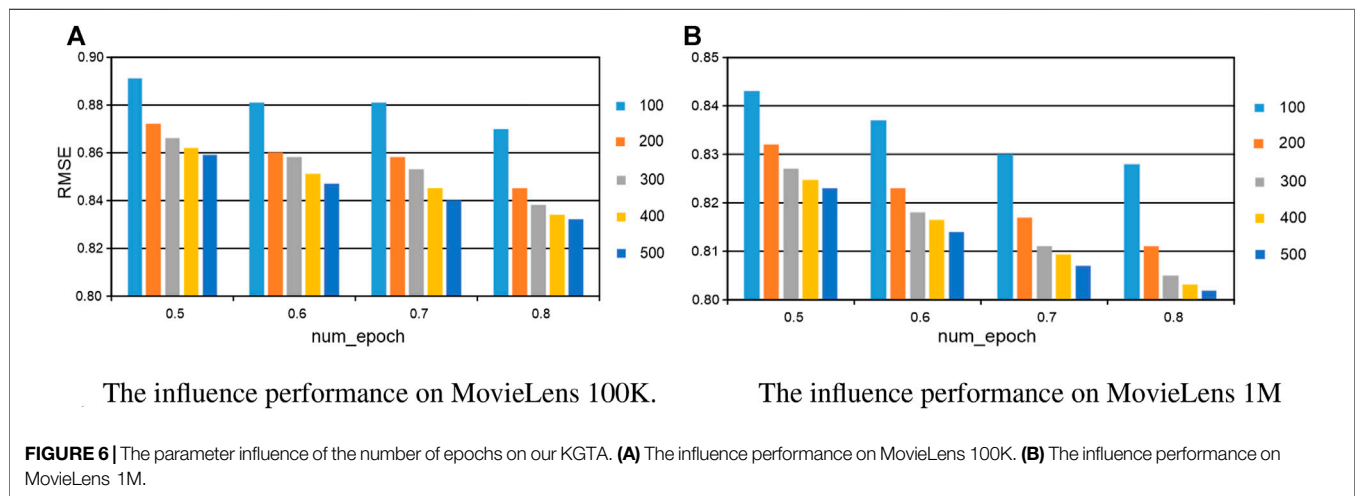 A
0.90
0.88
0.86
0.84
0.82
0.80
RMSE
0.5 0.6 0.7 0.8
num_epoch
100
200
300
400
500
The influence performance on MovieLens 100K.
B
0.85
0.84
0.83
0.82
0.81
0.80
0.5 0.6 0.7 0.8
num_epoch
100
200
300
400
500
The influence performance on MovieLens 1M
FIGURE 6 | The parameter influence of the number of epochs on our KGTA. (A) The influence performance on MovieLens 100K. (B) The influence performance on
MovieLens 1M.